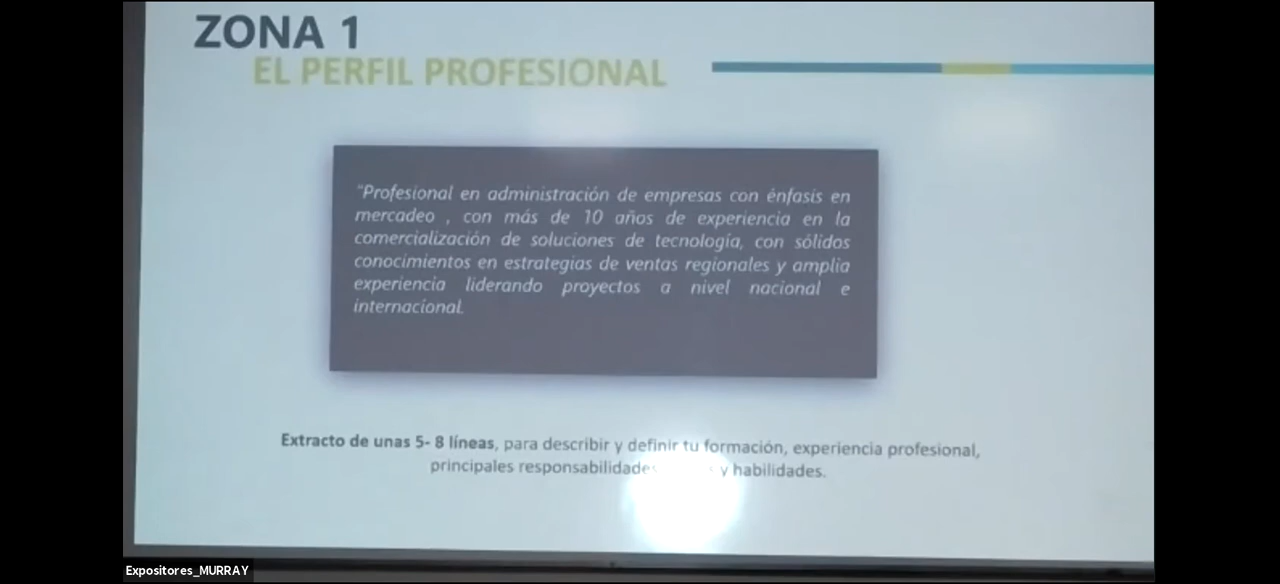 ZONA 1
EL PERFIL PROFESIONAL
"Profesional en administración de empresas con énfasis en
mercadeo , con más de 10 años de experiencia en la
comercialización de soluciones de tecnología, con sólidos
conocimientos en estrategias de ventas regionales y amplia
experiencia liderando proyectos a nivel nacional e
internacional.
Extracto de unas 5- 8 líneas, para describir y definir tu formación, experiencia profesional,
principales responsabilidades y habilidades.
Expositores_MURRAY